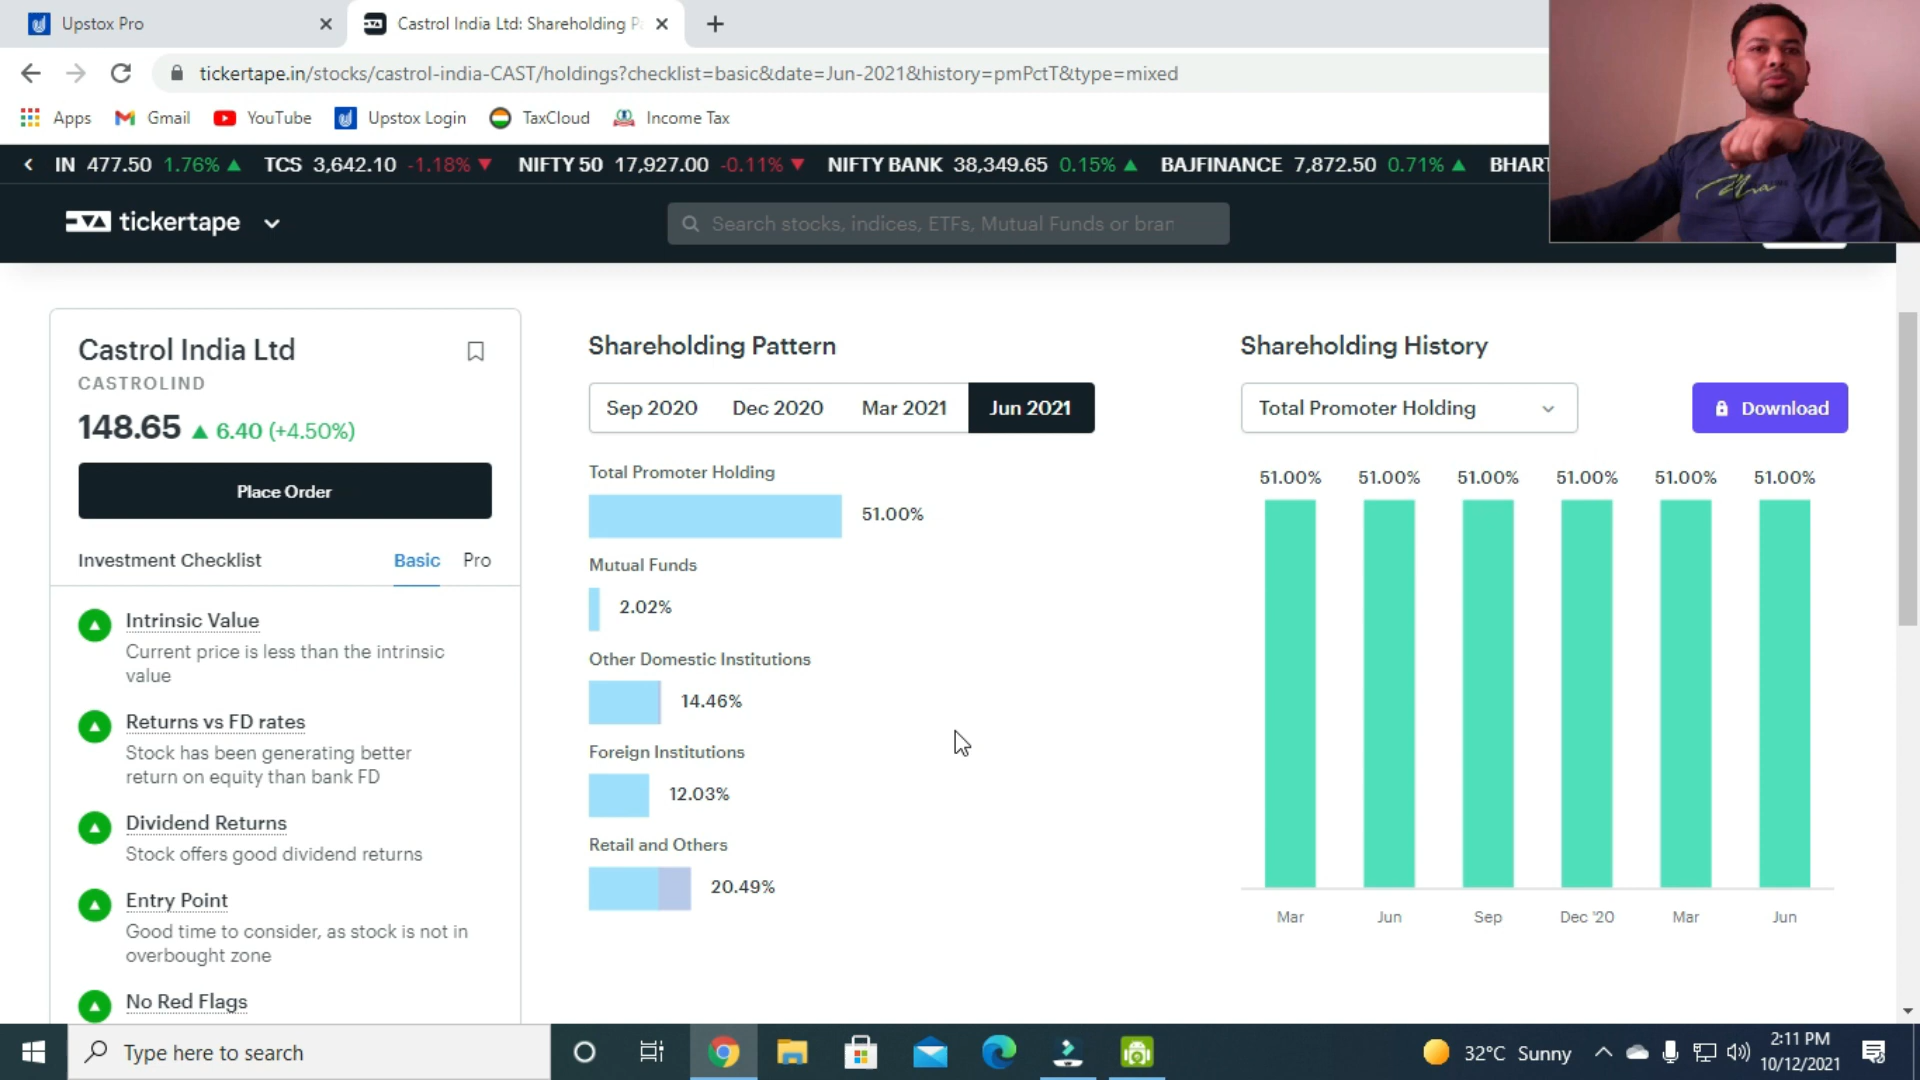 Upstox Pro
Castrol India Ltd: Shareholding P
tickertape.in/stocks/castrol-india-CAST/holdings?checklist=basic&date=Jun-2021&history=pmPctT&type=mixed
Apps Gmail YouTube Upstox Login TaxCloud Income Tax
IN 477.50 1.76% ▲ TCS 3,642.10 -1.18% ▼ NIFTY 50 17,927.00 -0.11% ▼ NIFTY BANK 38,349.65 0.15% ▲ BAJFINANCE 7,872.50 0.71% ▲ BHART
tickertape
Search stocks, indices, ETFs, Mutual Funds or bran
Castrol India Ltd
CASTROLIND
148.65 ▲ 6.40 (+4.50%)
Place Order
Investment Checklist Basic Pro
Intrinsic Value
Current price is less than the intrinsic
value
Returns vs FD rates
Stock has been generating better
return on equity than bank FD
Dividend Returns
Stock offers good dividend returns
Entry Point
Good time to consider, as stock is not in
overbought zone
No Red Flags
Shareholding Pattern
Sep 2020 Dec 2020 Mar 2021 Jun 2021
Total Promoter Holding
51.00%
Mutual Funds
2.02%
Other Domestic Institutions
14.46%
Foreign Institutions
12.03%
Retail and Others
20.49%
Shareholding History
Total Promoter Holding
Download
51.00% 51.00% 51.00% 51.00% 51.00% 51.00%
Mar Jun Sep Dec '20 Mar Jun
Type here to search
32°C Sunny
2:11 PM
10/12/2021